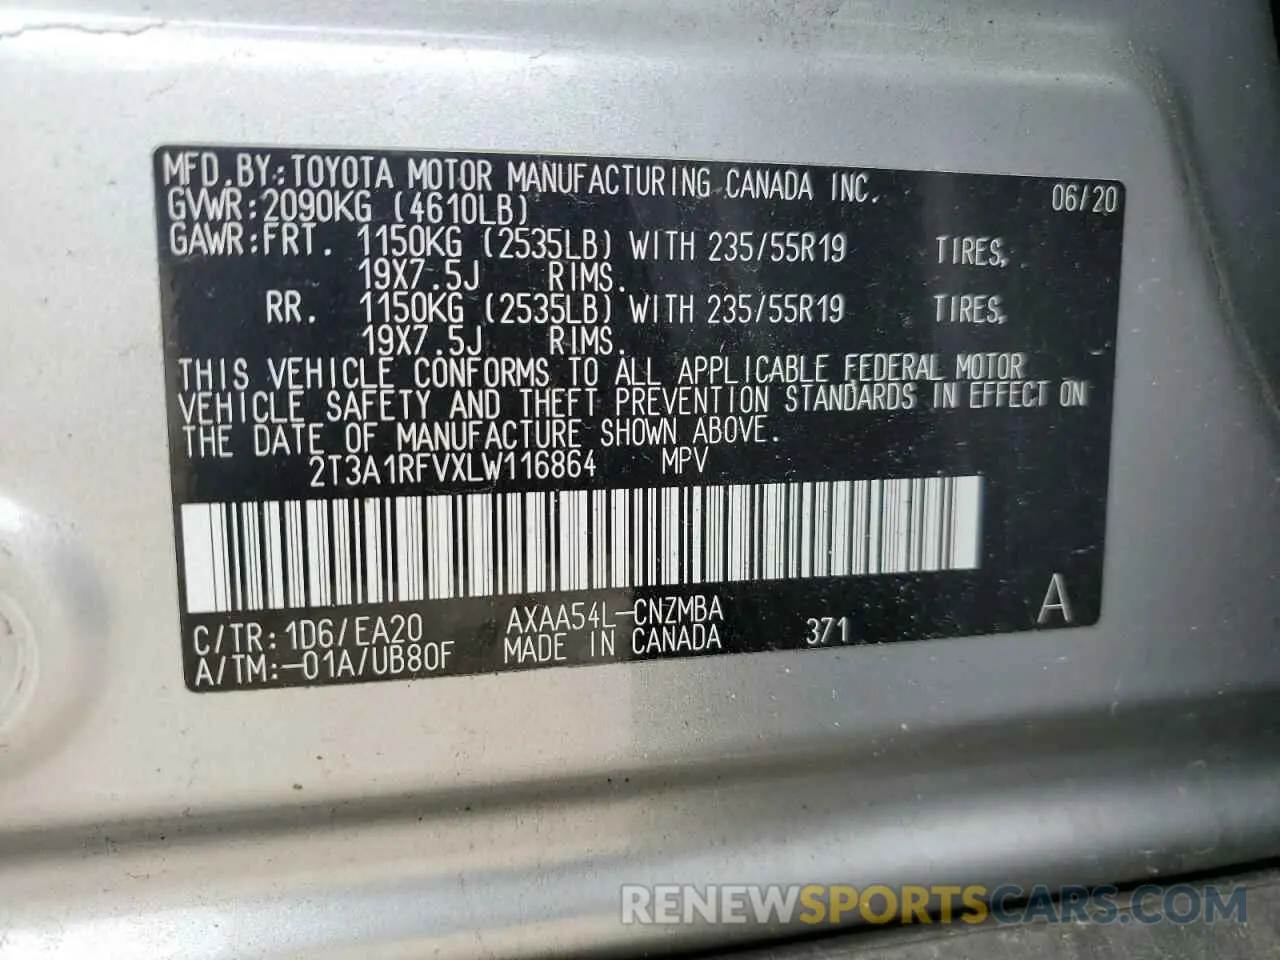 MFD.BY:TOYOTA MOTOR MANUFACTURING CANADA INC. 06/20
GVWR:2090KG (4610LB)
GAWR:FRT. 1150KG (2535LB) WITH 235/55R19 TIRES,
19X7.5J RIMS.
RR. 1150KG (2535LB) WITH 235/55R19 TIRES,
19X7.5J RIMS.
THIS VEHICLE CONFORMS TO ALL APPLICABLE FEDERAL MOTOR
VEHICLE SAFETY AND THEFT PREVENTION STANDARDS IN EFFECT ON
THE DATE OF MANUFACTURE SHOWN ABOVE.
2T3A1RFVXLW116864 MPV
C/TR:1D6/EA20 AXAA54L-CNZMBA 371 A
A/TM:-01A/UB80F MADE IN CANADA
RENEWSPORTSCARS.COM